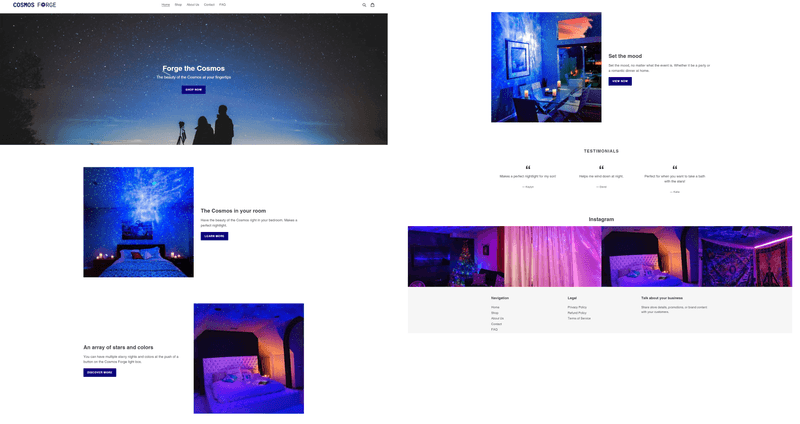 COSMOS FORGE
Home Shop About Us Contact FAQ
Forge the Cosmos
The beauty of the Cosmos at your fingertips
SHOP NOW
The Cosmos in your room
Have the beauty of the Cosmos right in your bedroom. Makes a
perfect nightlight.
LEARN MORE
An array of stars and colors
You can have multiple starry nights and colors at the push of a
button on the Cosmos Forge light box.
DISCOVER MORE
Set the mood
Set the mood, no matter what the event is. Whether it be a party or
a romantic dinner at home.
VIEW NOW
TESTIMONIALS
“
Makes a perfect nightlight for my son!
“
Helps me wind down at night.
“
Perfect for when you want to take a bath
with the stars!
Instagram
Navigation
Home
Shop
About Us
Contact
FAQ
Legal
Privacy Policy
Refund Policy
Terms of Service
Talk about your business
Share store details, promotions, or brand content
with your customers.